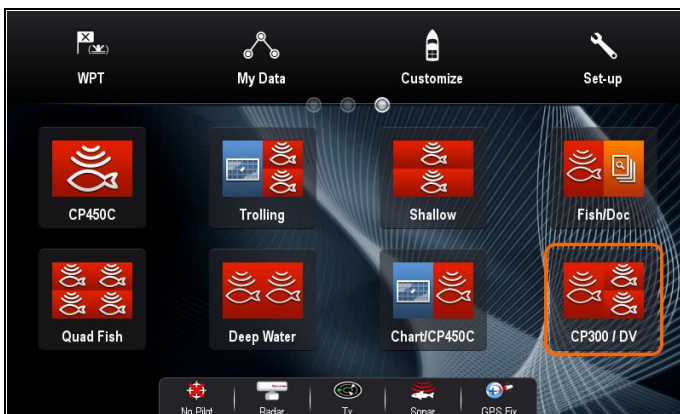 WPT
My Data
Customize
Set-up
CP450C
Trolling
Shallow
Fish/Doc
Quad Fish
Deep Water
Chart/CP450C
CP300 / DV
No Pilot
Radar
Tx
Sonar
GPS Fix